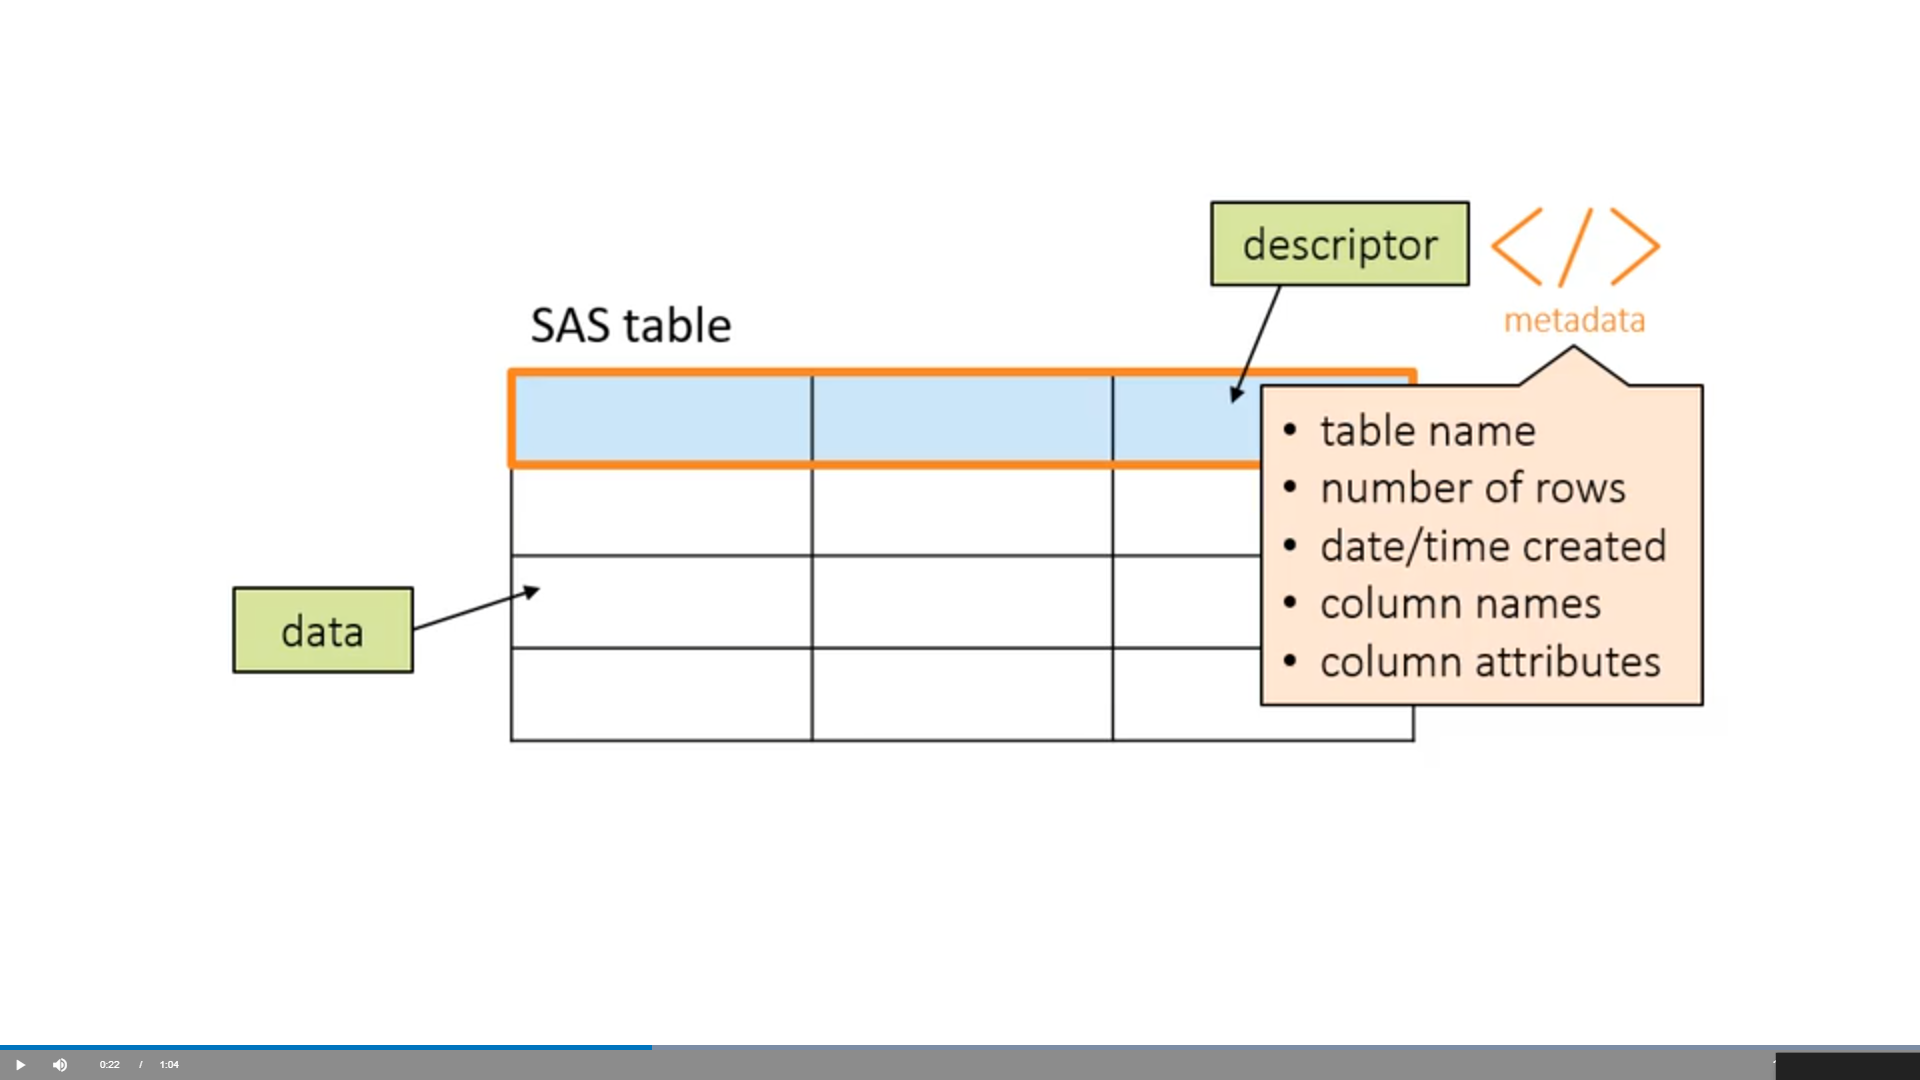 descriptor
metadata
SAS table
• table name
• number of rows
• date/time created
• column names
• column attributes
data
0:22 / 1:04